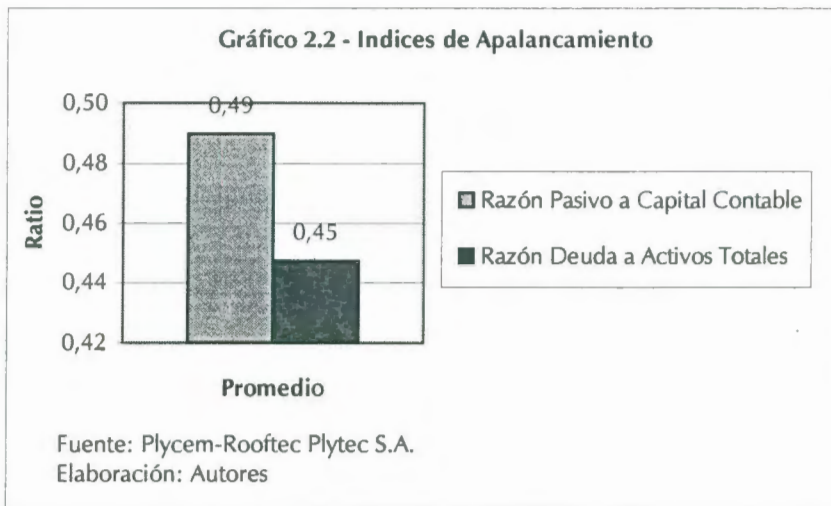 Gráfico 2.2 - Indices de Apalancamiento
0,50
0,48
0,46
0,44
0,42
Ratio
0,49
0,45
Promedio
Razón Pasivo a Capital Contable
Razón Deuda a Activos Totales
Fuente: Plycem-Rooftec Plytec S.A.
Elaboración: Autores